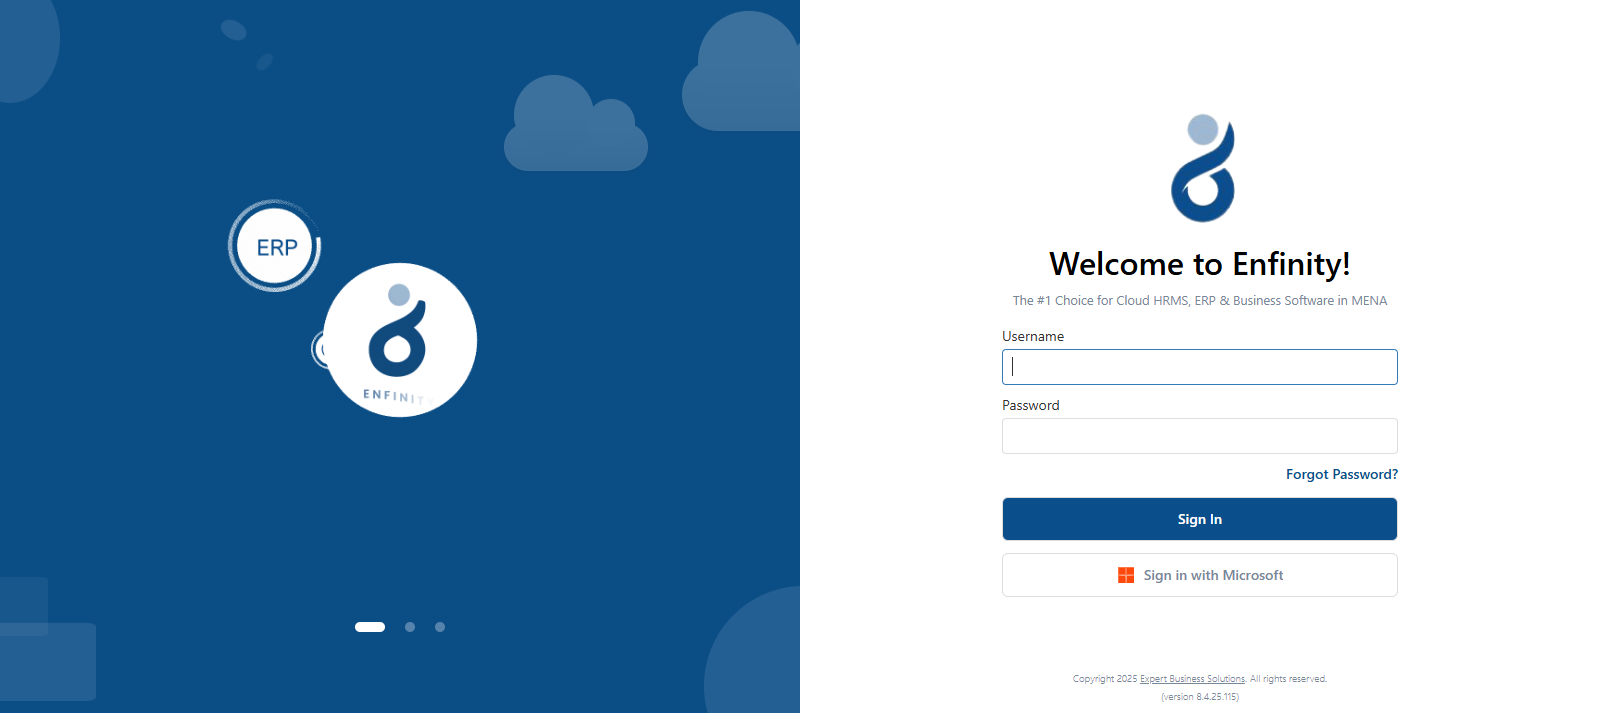 ERP
ENFINITY
Welcome to Enfinity!
The #1 Choice for Cloud HRMS, ERP & Business Software in MENA
Username
Password
Forgot Password?
Sign In
Sign in with Microsoft
Copyright 2025 Expert Business Solutions. All rights reserved.
(version 8.4.25.115)